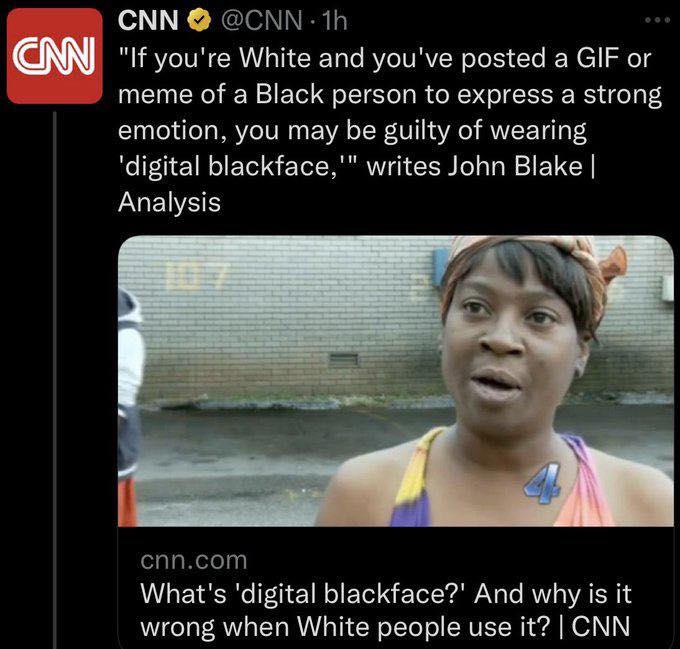 CNN
CNN @CNN · 1h
"If you're White and you've posted a GIF or
meme of a Black person to express a strong
emotion, you may be guilty of wearing
'digital blackface,'" writes John Blake |
Analysis
107
4
cnn.com
What's 'digital blackface?' And why is it
wrong when White people use it? | CNN